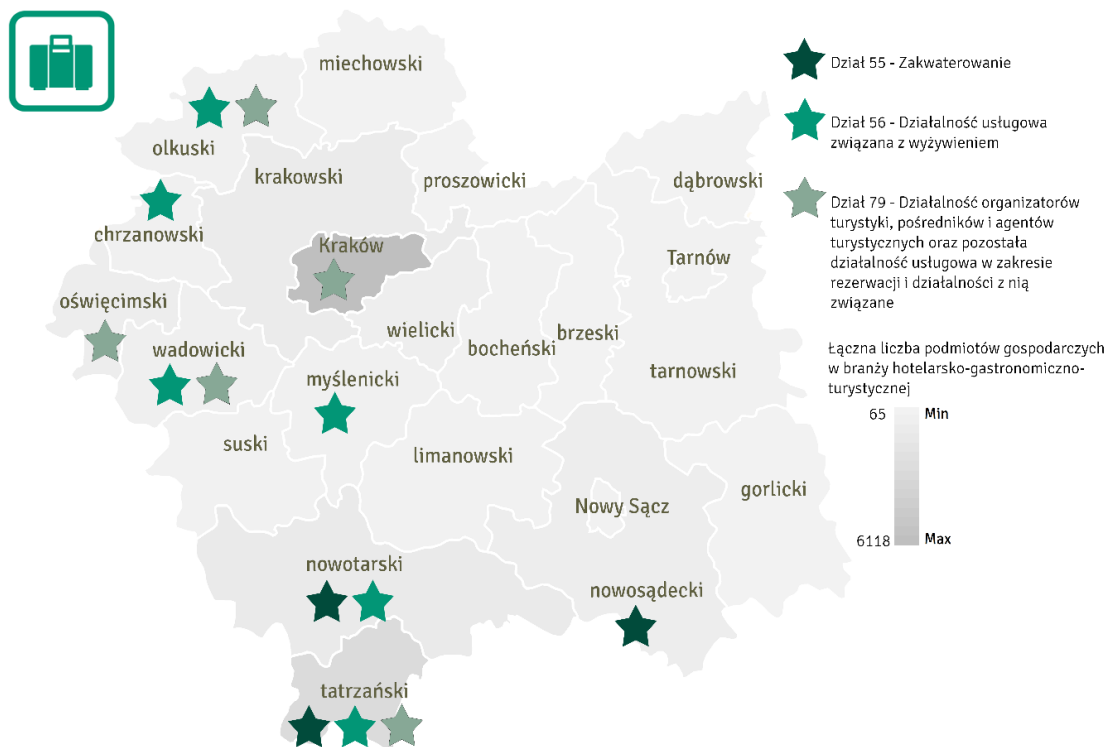 miechowski
olkuski
krakowski
proszowicki
dąbrowski
chrzanowski
Kraków
Tarnów
oświęcimski
wielicki
bocheński
brzeski
wadowicki
myślenicki
tarnowski
suski
limanowski
gorlicki
Nowy Sącz
nowotarski
nowosądecki
tatrzański
Dział 55 - Zakwaterowanie
Dział 56 - Działalność usługowa
związana z wyżywieniem
Dział 79 - Działalność organizatorów
turystyki, pośredników i agentów
turystycznych oraz pozostała
działalność usługowa w zakresie
rezerwacji i działalności z nią
związane
Łączna liczba podmiotów gospodarczych
w branży hotelarsko-gastronomiczno-
turystycznej
65 Min
6118 Max